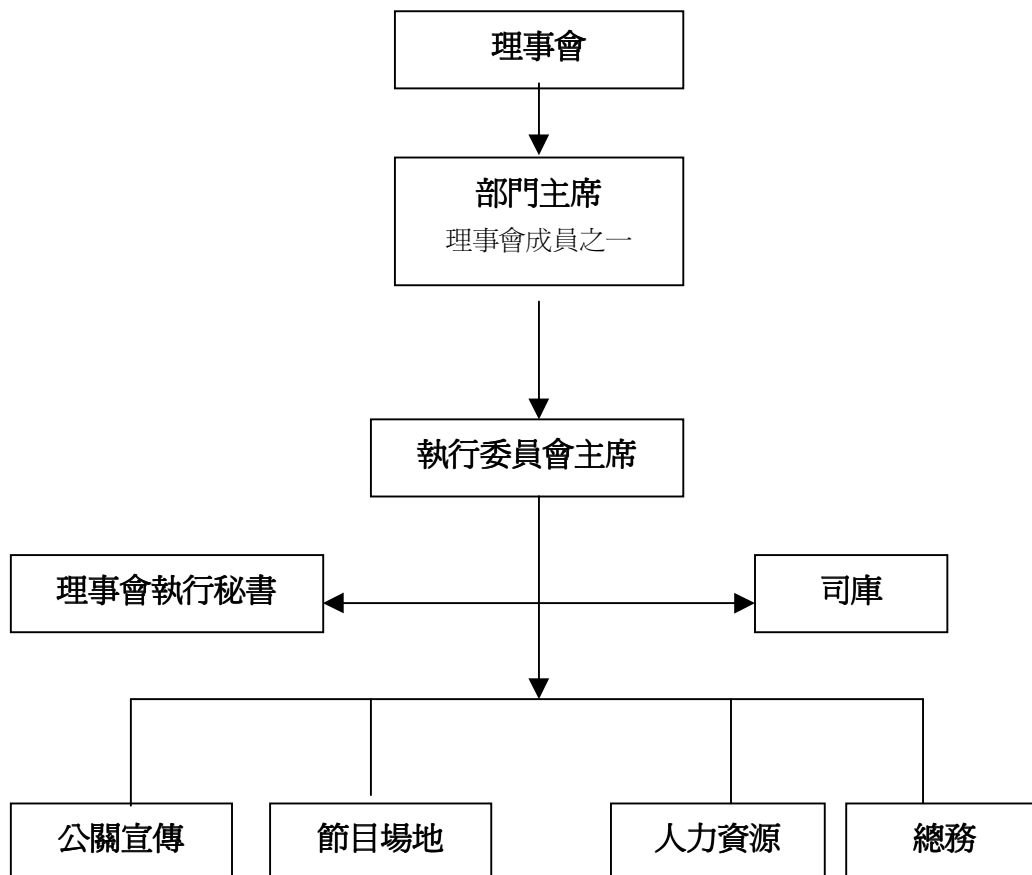 理事會
部門主席
理事會成員之一
執行委員會主席
理事會執行秘書
司庫
公關宣傳
節目場地
人力資源
總務